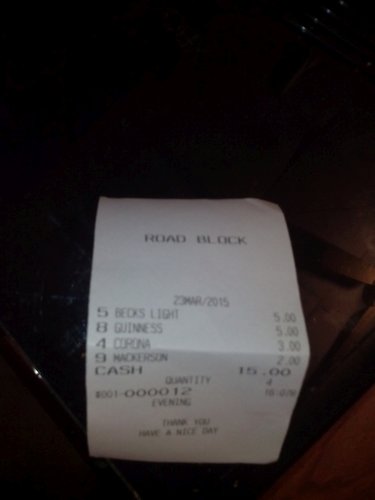 ROAD BLOCK
23MAR/2015
5 BECKS LIGHT 5.00
8 GUINNESS 5.00
4 CORONA 3.00
9 MACKERSON 2.00
CASH 15.00
QUANTITY 4
#001-000012
EVENING
THANK YOU
HAVE A NICE DAY